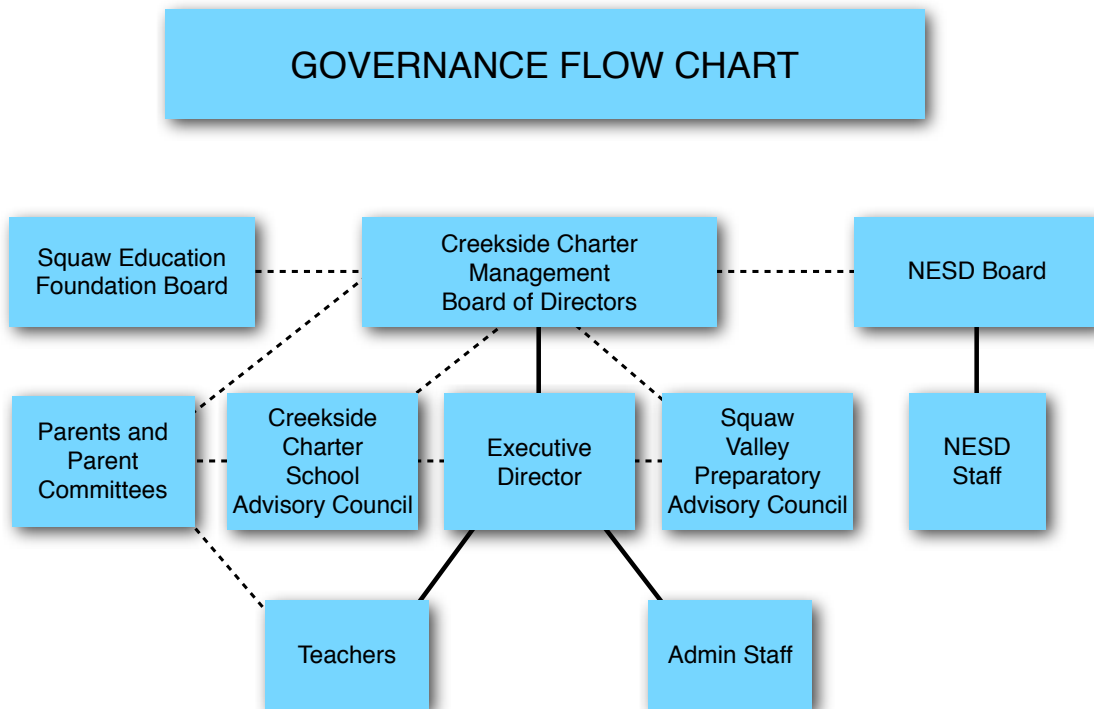 GOVERNANCE FLOW CHART
Squaw Education
Foundation Board
Creekside Charter
Management
Board of Directors
NESD Board
Parents and
Parent
Committees
Creekside
Charter
School
Advisory Council
Executive
Director
Squaw
Valley
Preparatory
Advisory Council
NESD
Staff
Teachers
Admin Staff